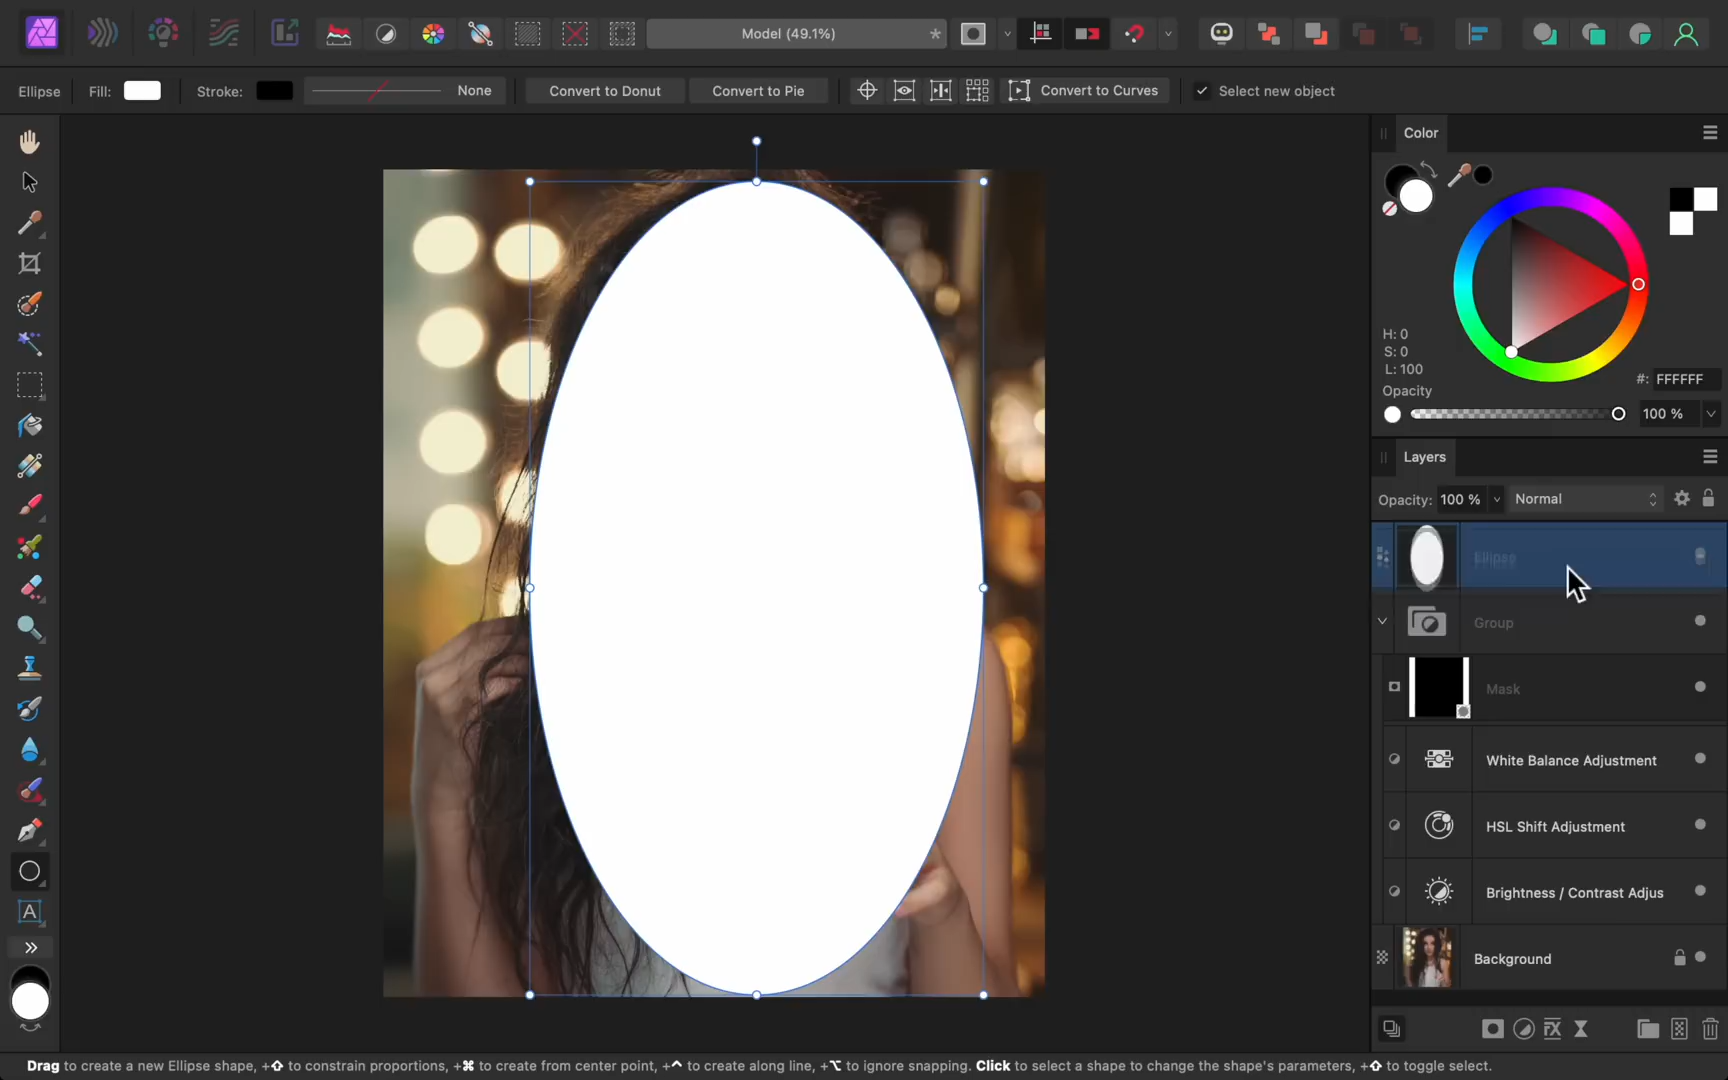 Model (49.1%)
*
Ellipse
Fill:
Stroke:
None
Convert to Donut
Convert to Pie
Convert to Curves
Select new object
Color
H: 0
S: 0
L: 100
#: FFFFFF
Opacity
100 %
Layers
Opacity: 100 %
Normal
Ellipse
Group
Mask
White Balance Adjustment
HSL Shift Adjustment
Brightness / Contrast Adjus
Background
A
FX
Drag to create a new Ellipse shape, +⇧ to constrain proportions, +⌘ to create from center point, +⌃ to create along line, +⌥ to ignore snapping. Click to select a shape to change the shape's parameters, +⇧ to toggle select.